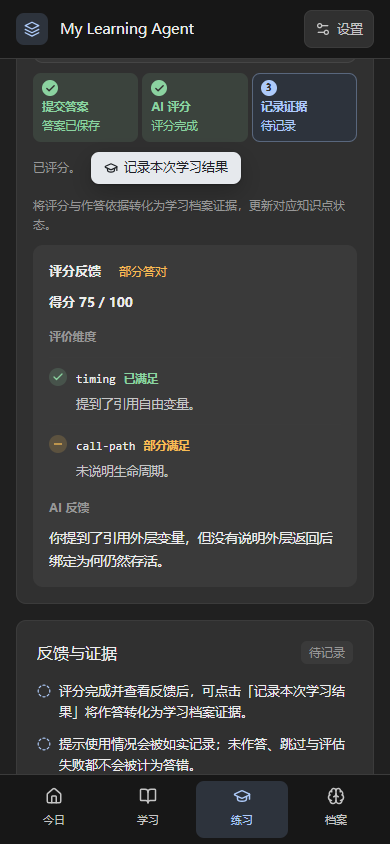 My Learning Agent
设置
提交答案
答案已保存
AI 评分
评分完成
3
记录证据
待记录
已评分。
记录本次学习结果
将评分与作答依据转化为学习档案证据，更新对应知识点状
态。
评分反馈 部分答对
得分 75 / 100
评价维度
timing 已满足
提到了引用自由变量。
call-path 部分满足
未说明生命周期。
AI 反馈
你提到了引用外层变量，但没有说明外层返回后
绑定为何仍然存活。
反馈与证据
待记录
评分完成并查看反馈后，可点击「记录本次学习结
果」将作答转化为学习档案证据。
提示使用情况会被如实记录；未作答、跳过与评估
失败都不会被计为答错。
今日
学习
练习
档案